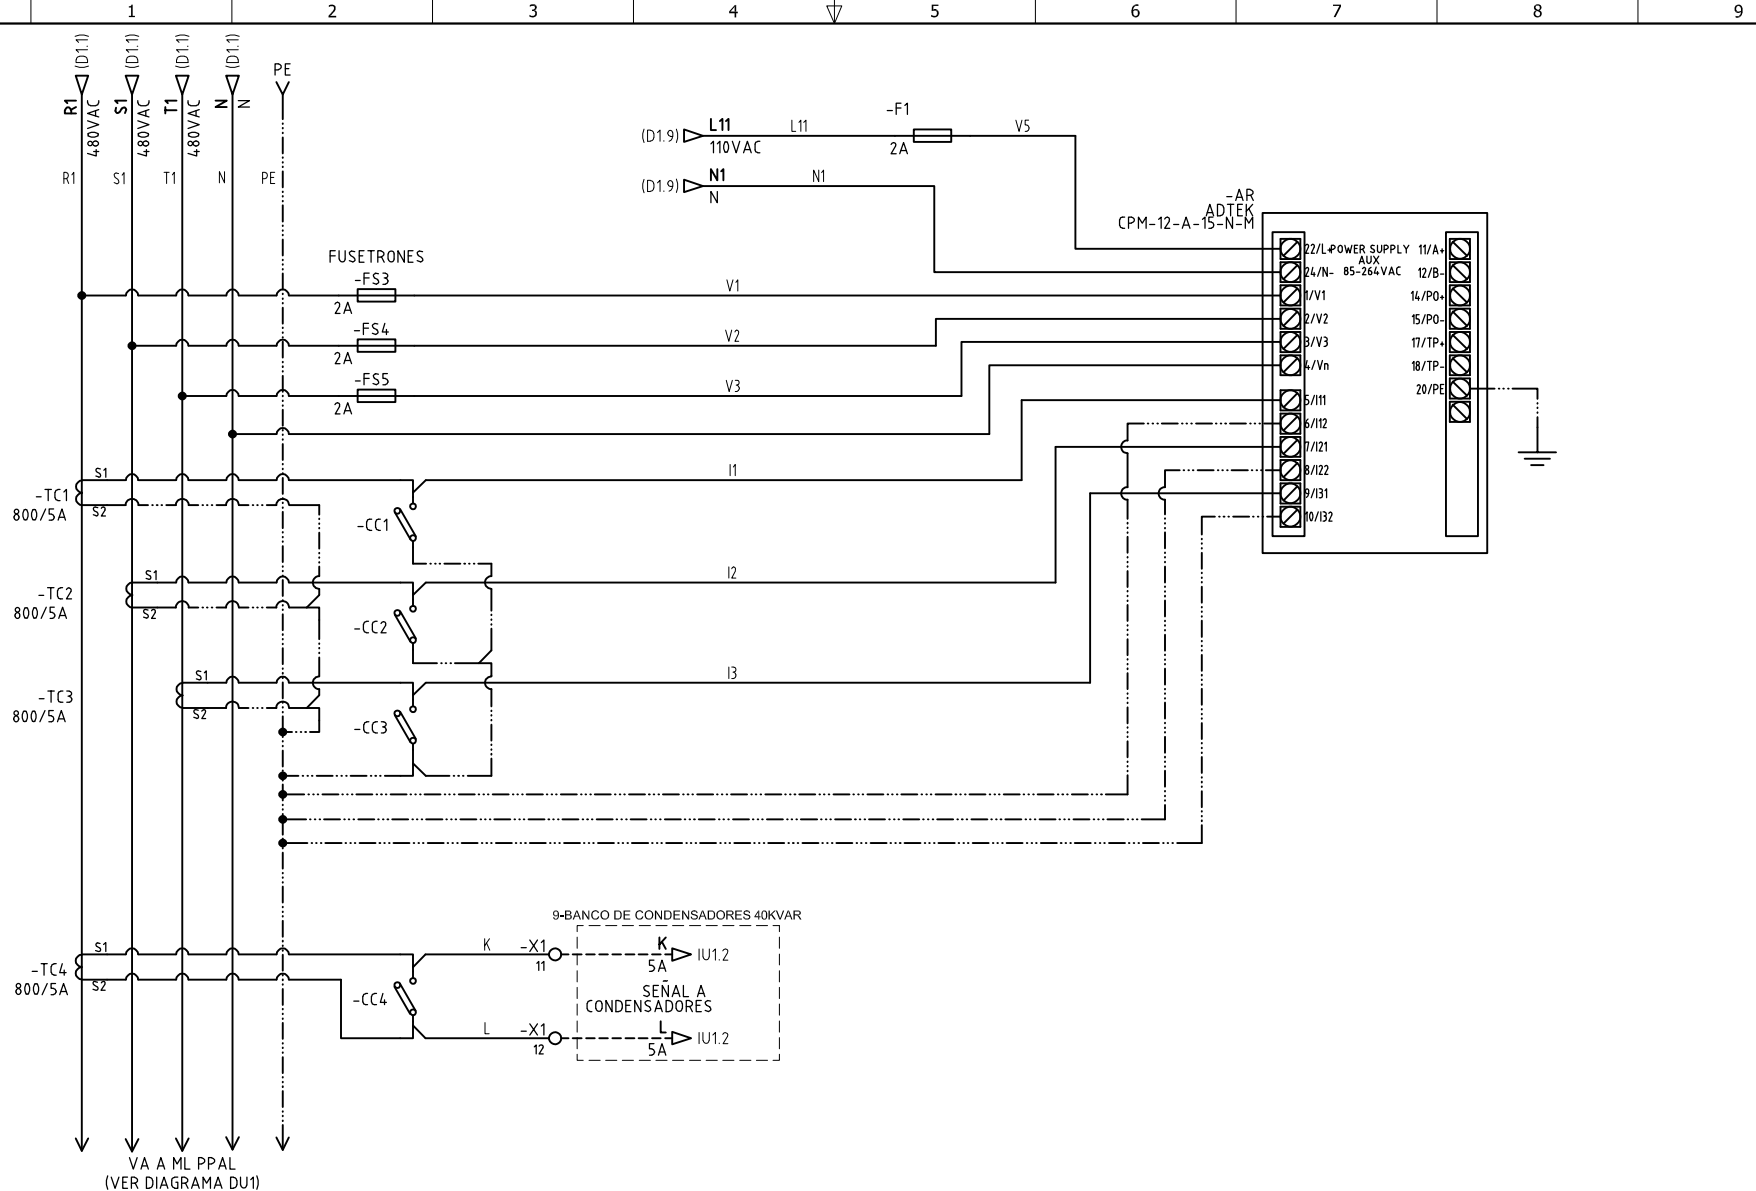 1 2 3 4 5 6 7 8 9
(D1.1) (D1.1) (D1.1) (D1.1) PE
R1 480VAC S1 480VAC T1 480VAC N N
R1 S1 T1 N PE
-F1
(D1.9) L11 L11 V5
110VAC 2A
(D1.9) N1 N1
N
-AR
ADTEK
CPM-12-A-15-N-M
22/L+ POWER SUPPLY 11/A+
AUX
24/N- 85-264VAC 12/B-
1/V1 14/PO+
2/V2 15/PO-
3/V3 17/TP+
4/Vn 18/TP-
20/PE
5/I11
6/I12
7/I21
8/I22
9/I31
10/I32
FUSETRONES
-FS3 V1
2A
-FS4 V2
2A
-FS5 V3
2A
S1 I1
-TC1
800/5A S2 -CC1
S1 I2
-TC2
800/5A S2 -CC2
S1 I3
-TC3
800/5A S2 -CC3
9-BANCO DE CONDENSADORES 40KVAR
S1 K -X1 K IU1.2
11 5A
-TC4
800/5A S2 -CC4
SEÑAL A
CONDENSADORES
L -X1 L IU1.2
12 5A
VA A ML PPAL
(VER DIAGRAMA DU1)